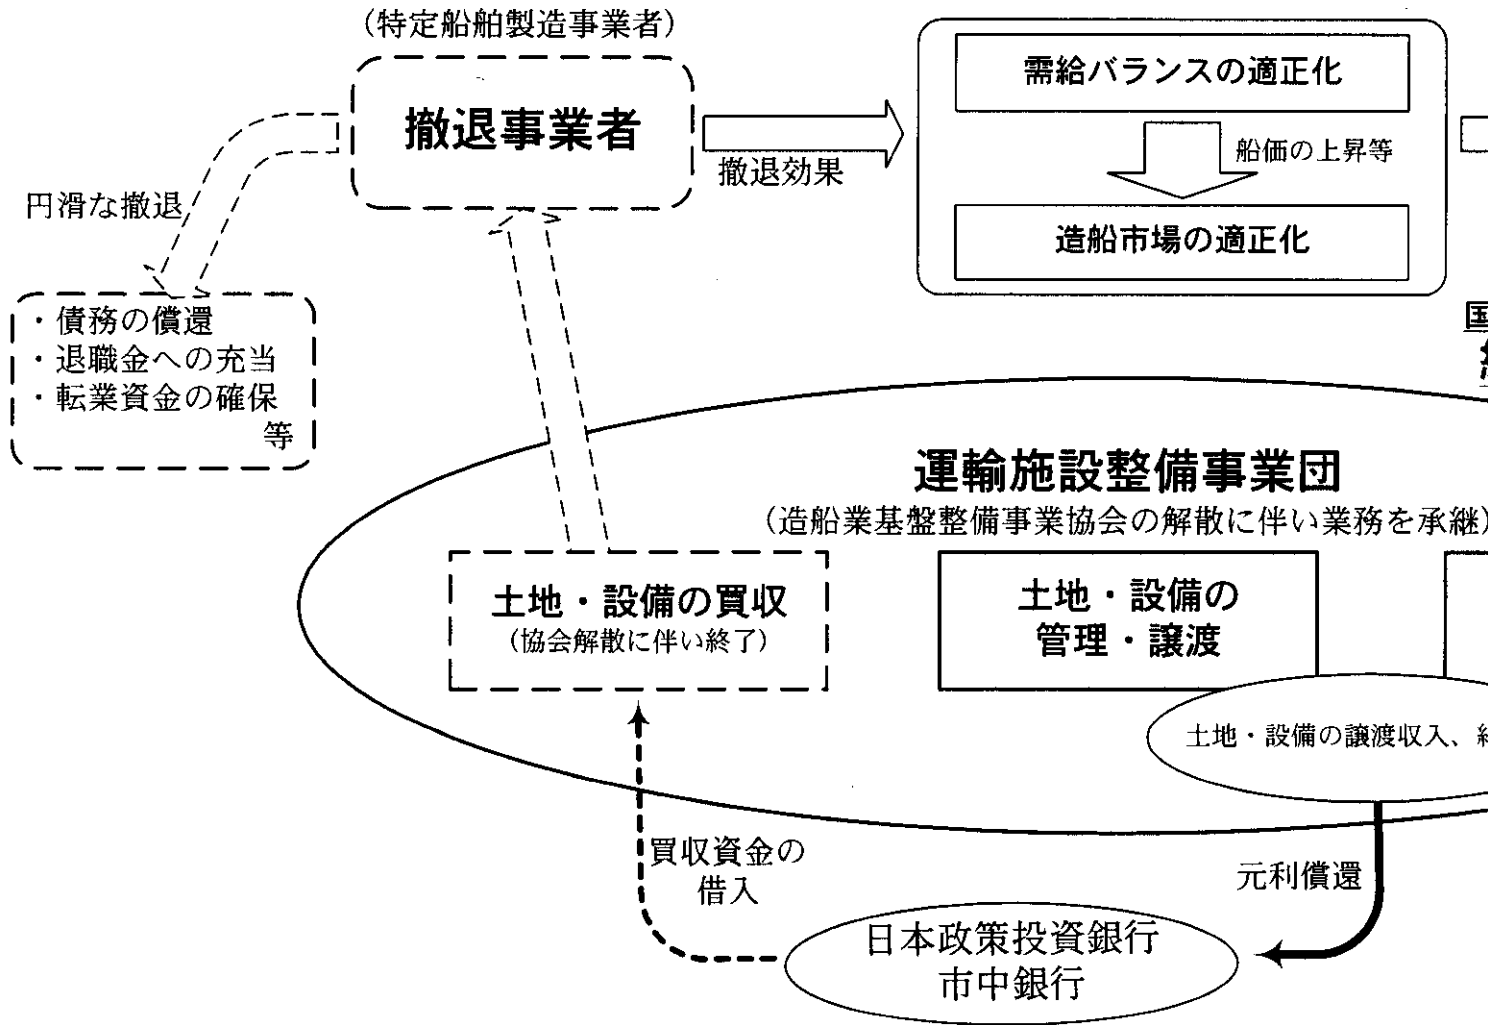 (特定船舶製造事業者)
撤退事業者
需給バランスの適正化
船価の上昇等
造船市場の適正化
撤退効果
円滑な撤退
・債務の償還
・退職金への充当
・転業資金の確保
等
国
運輸施設整備事業団
(造船業基盤整備事業協会の解散に伴い業務を承継)
土地・設備の買収
(協会解散に伴い終了)
土地・設備の
管理・譲渡
土地・設備の譲渡収入、
買収資金の
借入
元利償還
日本政策投資銀行
市中銀行